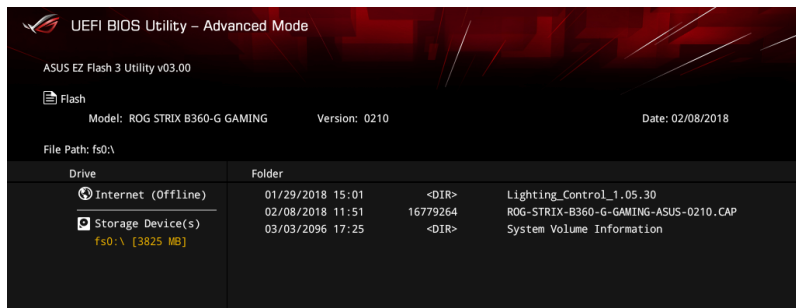 UEFI BIOS Utility – Advanced Mode
ASUS EZ Flash 3 Utility v03.00
Flash
Model: ROG STRIX B360-G GAMING Version: 0210 Date: 02/08/2018
File Path: fs0:\
Drive Folder
Internet (Offline) 01/29/2018 15:01 <DIR> Lighting_Control_1.05.30
02/08/2018 11:51 16779264 ROG-STRIX-B360-G-GAMING-ASUS-0210.CAP
Storage Device(s) 03/03/2096 17:25 <DIR> System Volume Information
fs0:\ [3825 MB]